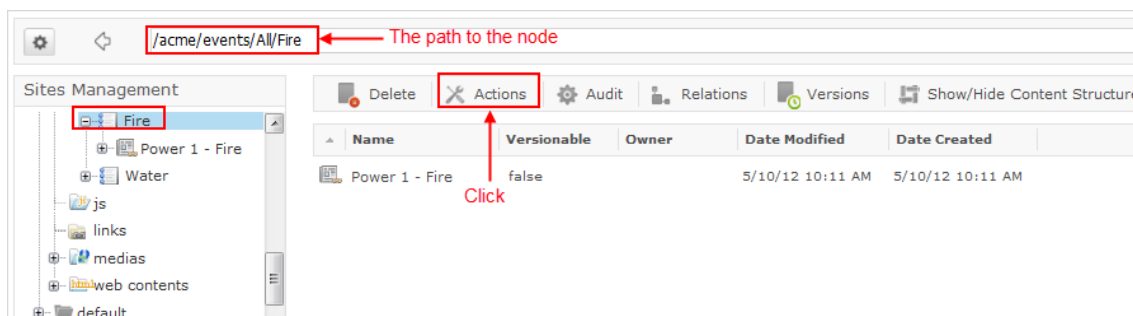 /acme/events/All/Fire The path to the node
Sites Management
Delete Actions Audit Relations Versions Show/Hide Content Structure
Fire
Power 1 - Fire
Water
js
links
medias
web contents
default
Name Versionable Owner Date Modified Date Created
Power 1 - Fire false 5/10/12 10:11 AM 5/10/12 10:11 AM
Click